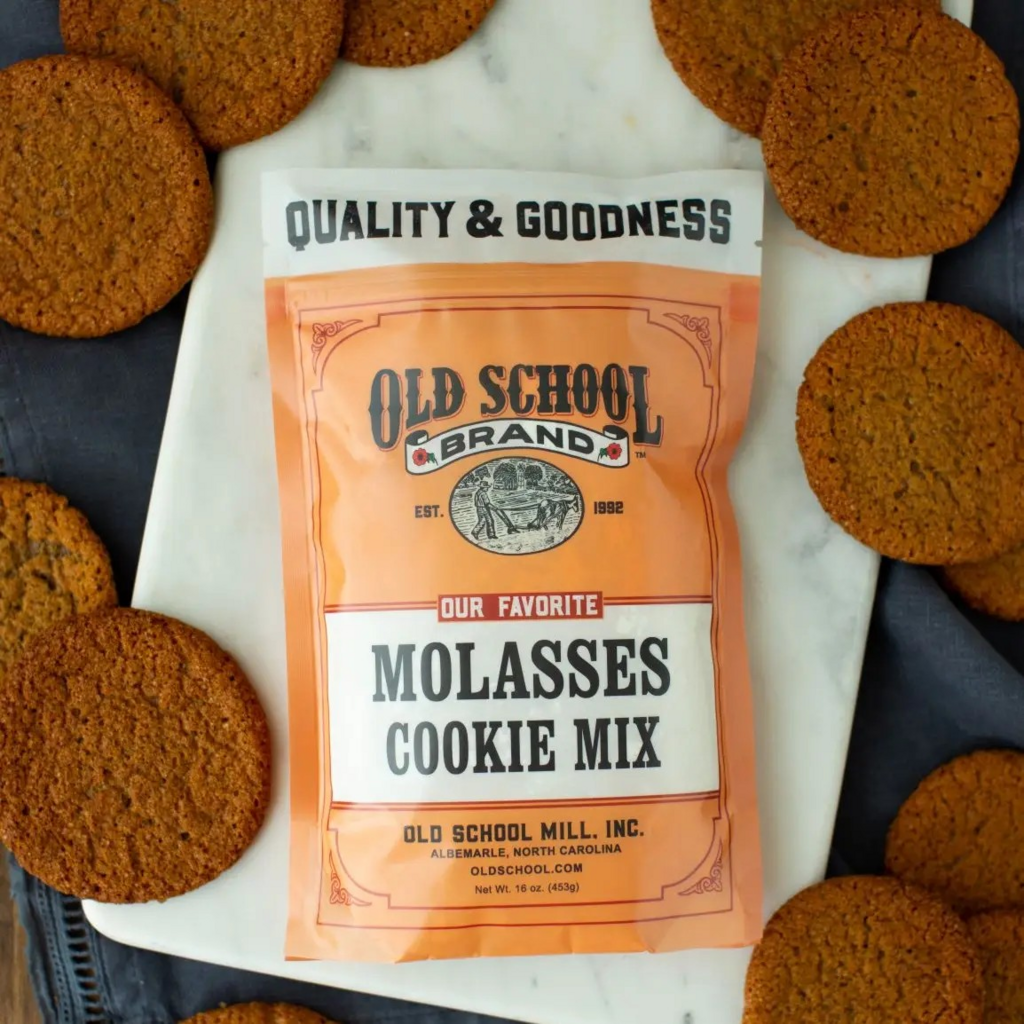 QUALITY & GOODNESS
OLD SCHOOL
BRAND
™
EST. 1992
OUR FAVORITE
MOLASSES
COOKIE MIX
OLD SCHOOL MILL, INC.
ALBEMARLE, NORTH CAROLINA
OLDSCHOOL.COM
Net Wt. 16 oz. (453g)